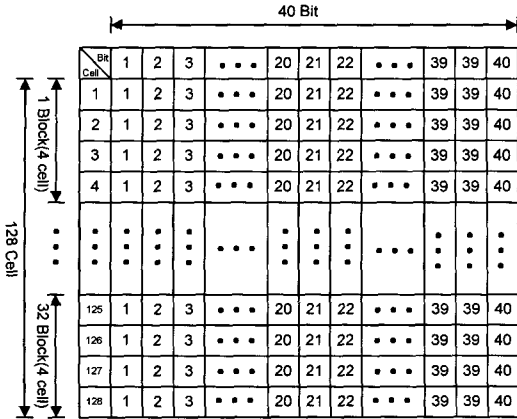 40 Bit
Bit
Cell
1 2 3 • • • 20 21 22 • • • 39 39 40
1 1 2 3 • • • 20 21 22 • • • 39 39 40
2 1 2 3 • • • 20 21 22 • • • 39 39 40
3 1 2 3 • • • 20 21 22 • • • 39 39 40
4 1 2 3 • • • 20 21 22 • • • 39 39 40
1 Block(4 cell)
128 Cell
125 1 2 3 • • • 20 21 22 • • • 39 39 40
126 1 2 3 • • • 20 21 22 • • • 39 39 40
127 1 2 3 • • • 20 21 22 • • • 39 39 40
128 1 2 3 • • • 20 21 22 • • • 39 39 40
32 Block(4 cell)